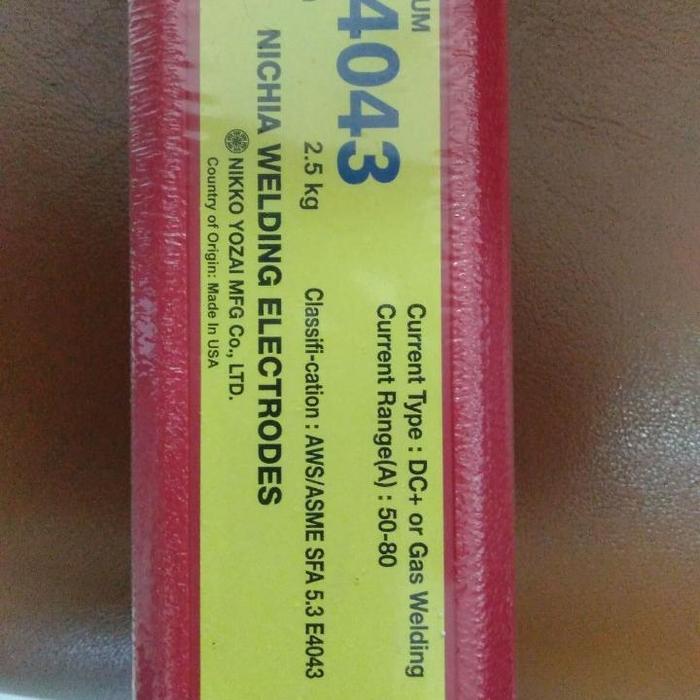 UM
4043
Current Type : DC+ or Gas Welding
Current Range(A) : 50-80
2.5 kg
Classifi-cation : AWS/ASME SFA 5.3 E4043
NICHIA WELDING ELECTRODES
NIKKO YOZAI MFG Co., LTD.
Country of Origin: Made In USA